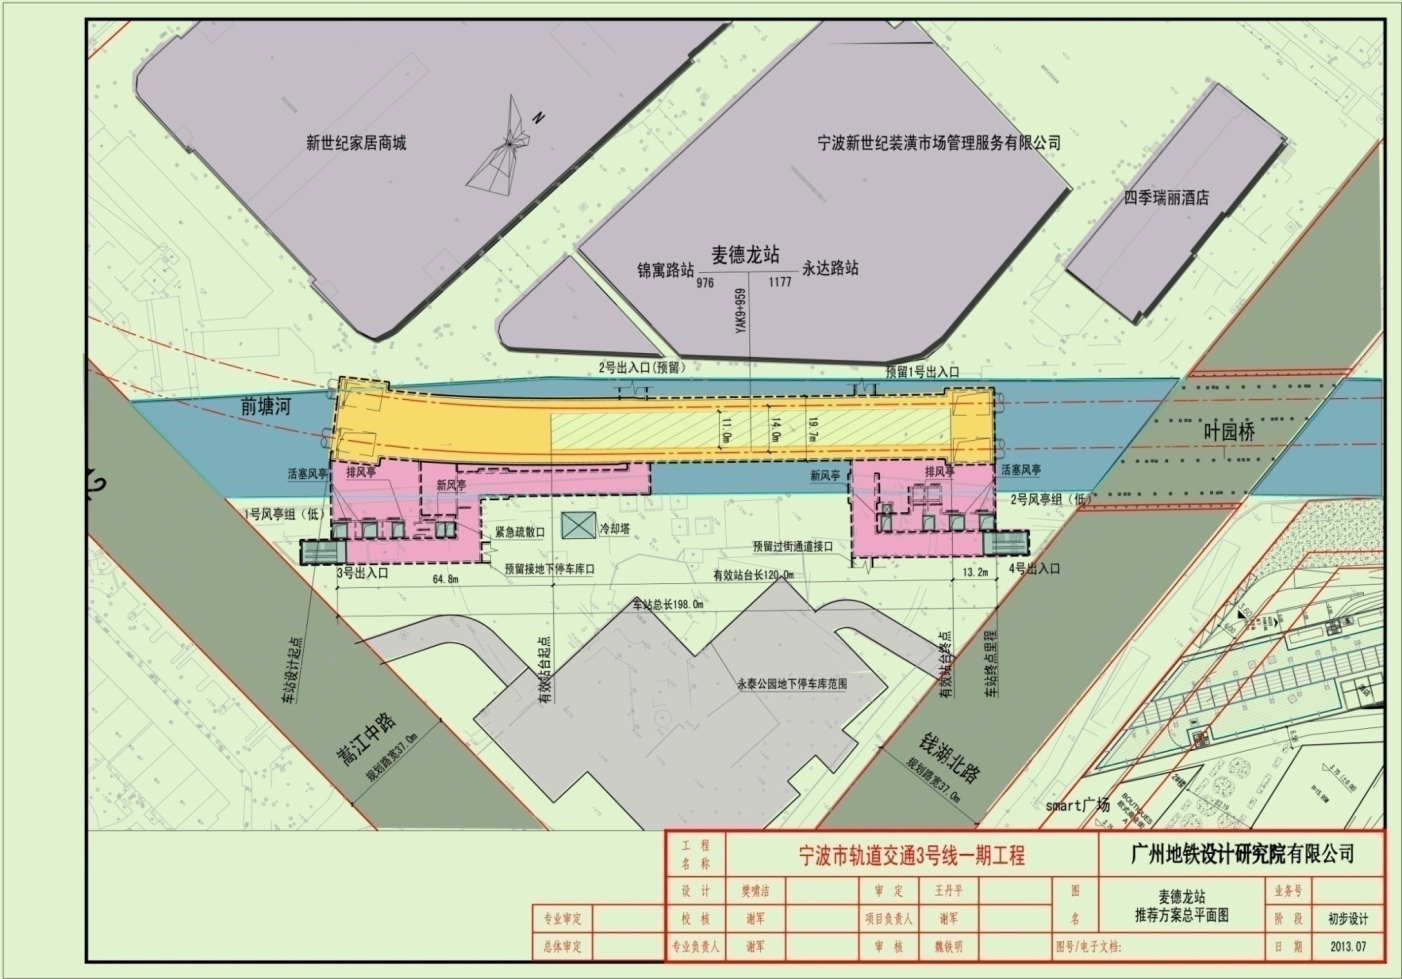 N
新世纪家居商城
宁波新世纪装潢市场管理服务有限公司
四季瑞丽酒店
麦德龙站
锦寓路站
976
1177
永达路站
YAK9+959
2号出入口(预留)
预留1号出入口
前塘河
叶园桥
11.0m
14.0m
19.7m
活塞风亭
排风亭
新风亭
新风亭
排风亭
活塞风亭
1号风亭组(低)
2号风亭组(低)
紧急疏散口
冷却塔
预留过街通道接口
预留接地下停车库口
3号出入口
4号出入口
64.8m
有效站台长120.0m
13.2m
车站总长198.0m
车站设计起点
有效站台起点
有效站台终点
车站终点里程
永泰公园地下停车库范围
嵩江中路
规划路宽37.0m
钱湖北路
规划路宽37.0m
smart广场
BOUTIQUES
3.60
工程名称
宁波市轨道交通3号线一期工程
广州地铁设计研究院有限公司
设计
樊啸洁
审定
王丹平
图名
麦德龙站
推荐方案总平面图
业务号
专业审定
校核
谢军
项目负责人
谢军
阶段
初步设计
总体审定
专业负责人
谢军
审核
魏铁明
图号/电子文档:
日期
2013.07